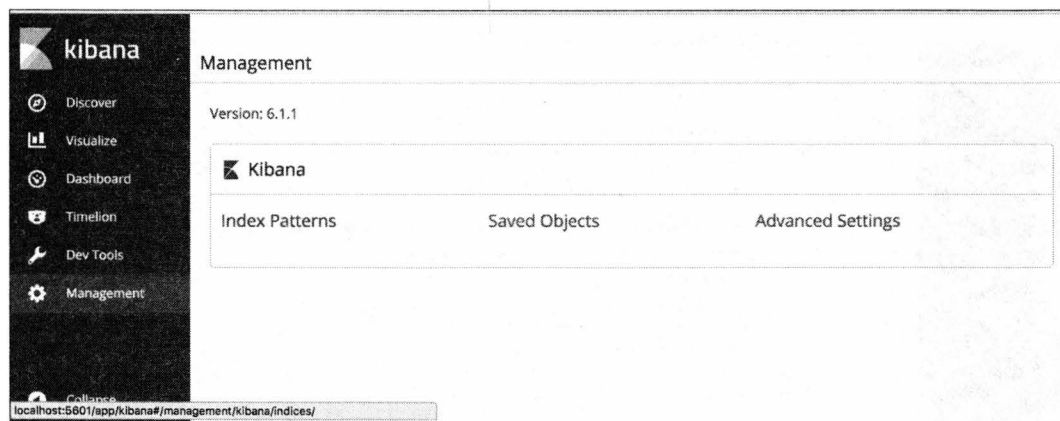 kibana
Discover
Visualize
Dashboard
Timelion
Dev Tools
Management
Collapse
Management
Version: 6.1.1
Kibana
Index Patterns Saved Objects Advanced Settings
localhost:5601/app/kibana#/management/kibana/indices/